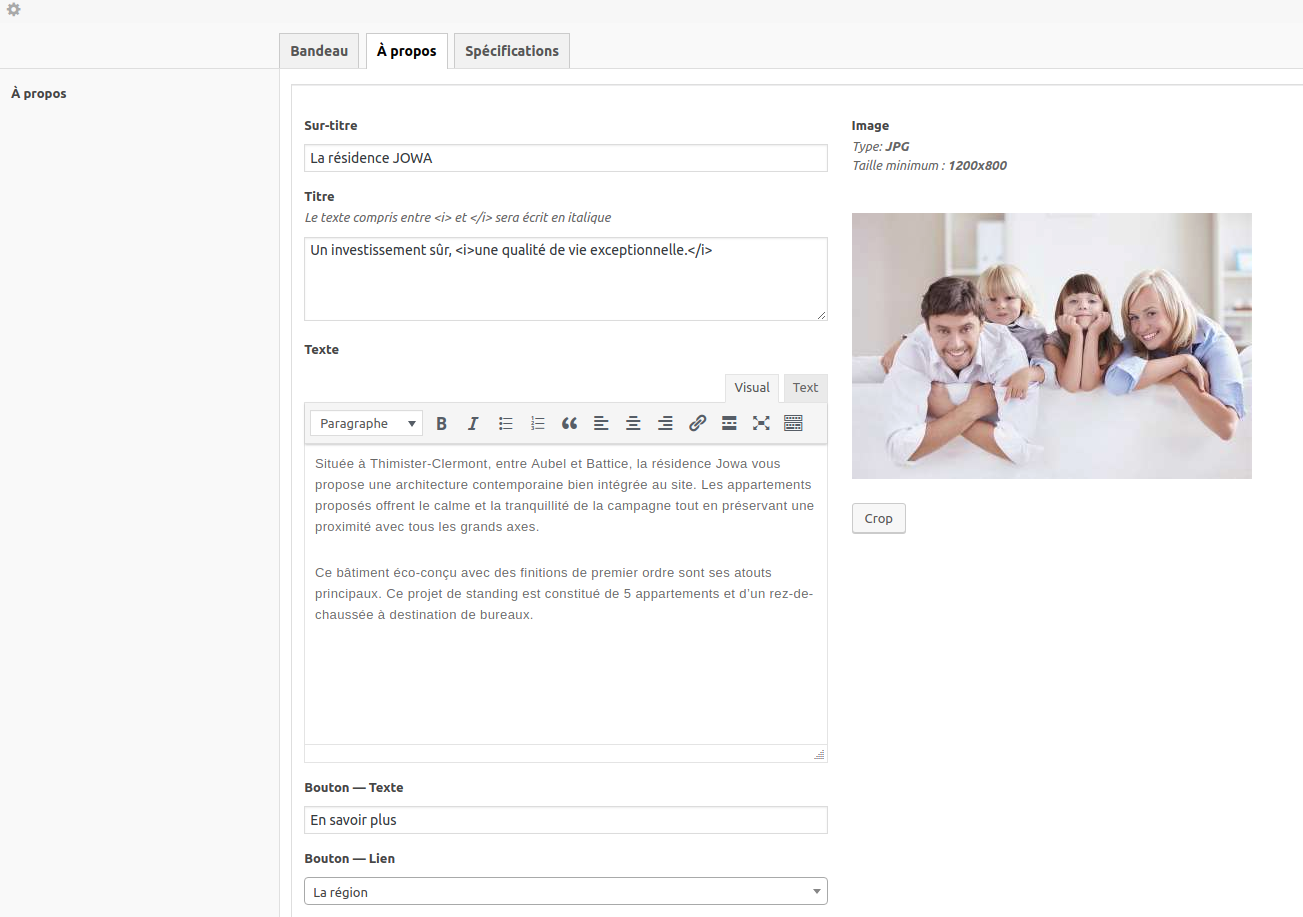 Bandeau
À propos
Spécifications
À propos
Sur-titre
La résidence JOWA
Titre
Le texte compris entre <i> et </i> sera écrit en italique
Un investissement sûr, <i>une qualité de vie exceptionnelle.</i>
Texte
Visual
Text
Paragraphe
B
I
Située à Thimister-Clermont, entre Aubel et Battice, la résidence Jowa vous
propose une architecture contemporaine bien intégrée au site. Les appartements
proposés offrent le calme et la tranquillité de la campagne tout en préservant une
proximité avec tous les grands axes.
Ce bâtiment éco-conçu avec des finitions de premier ordre sont ses atouts
principaux. Ce projet de standing est constitué de 5 appartements et d’un rez-de-
chaussée à destination de bureaux.
Bouton — Texte
En savoir plus
Bouton — Lien
La région
Image
Type: JPG
Taille minimum : 1200x800
Crop